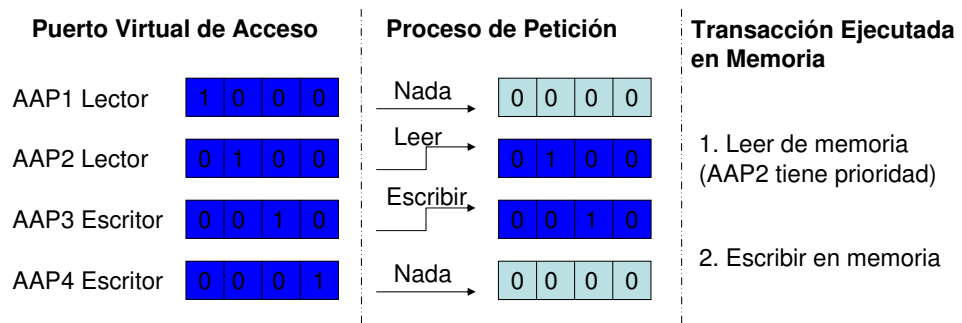 Puerto Virtual de Acceso
Proceso de Petición
Transacción Ejecutada
en Memoria
AAP1 Lector
1 0 0 0
Nada
0 0 0 0
AAP2 Lector
0 1 0 0
Leer
0 1 0 0
1. Leer de memoria
(AAP2 tiene prioridad)
AAP3 Escritor
0 0 1 0
Escribir
0 0 1 0
AAP4 Escritor
0 0 0 1
Nada
0 0 0 0
2. Escribir en memoria